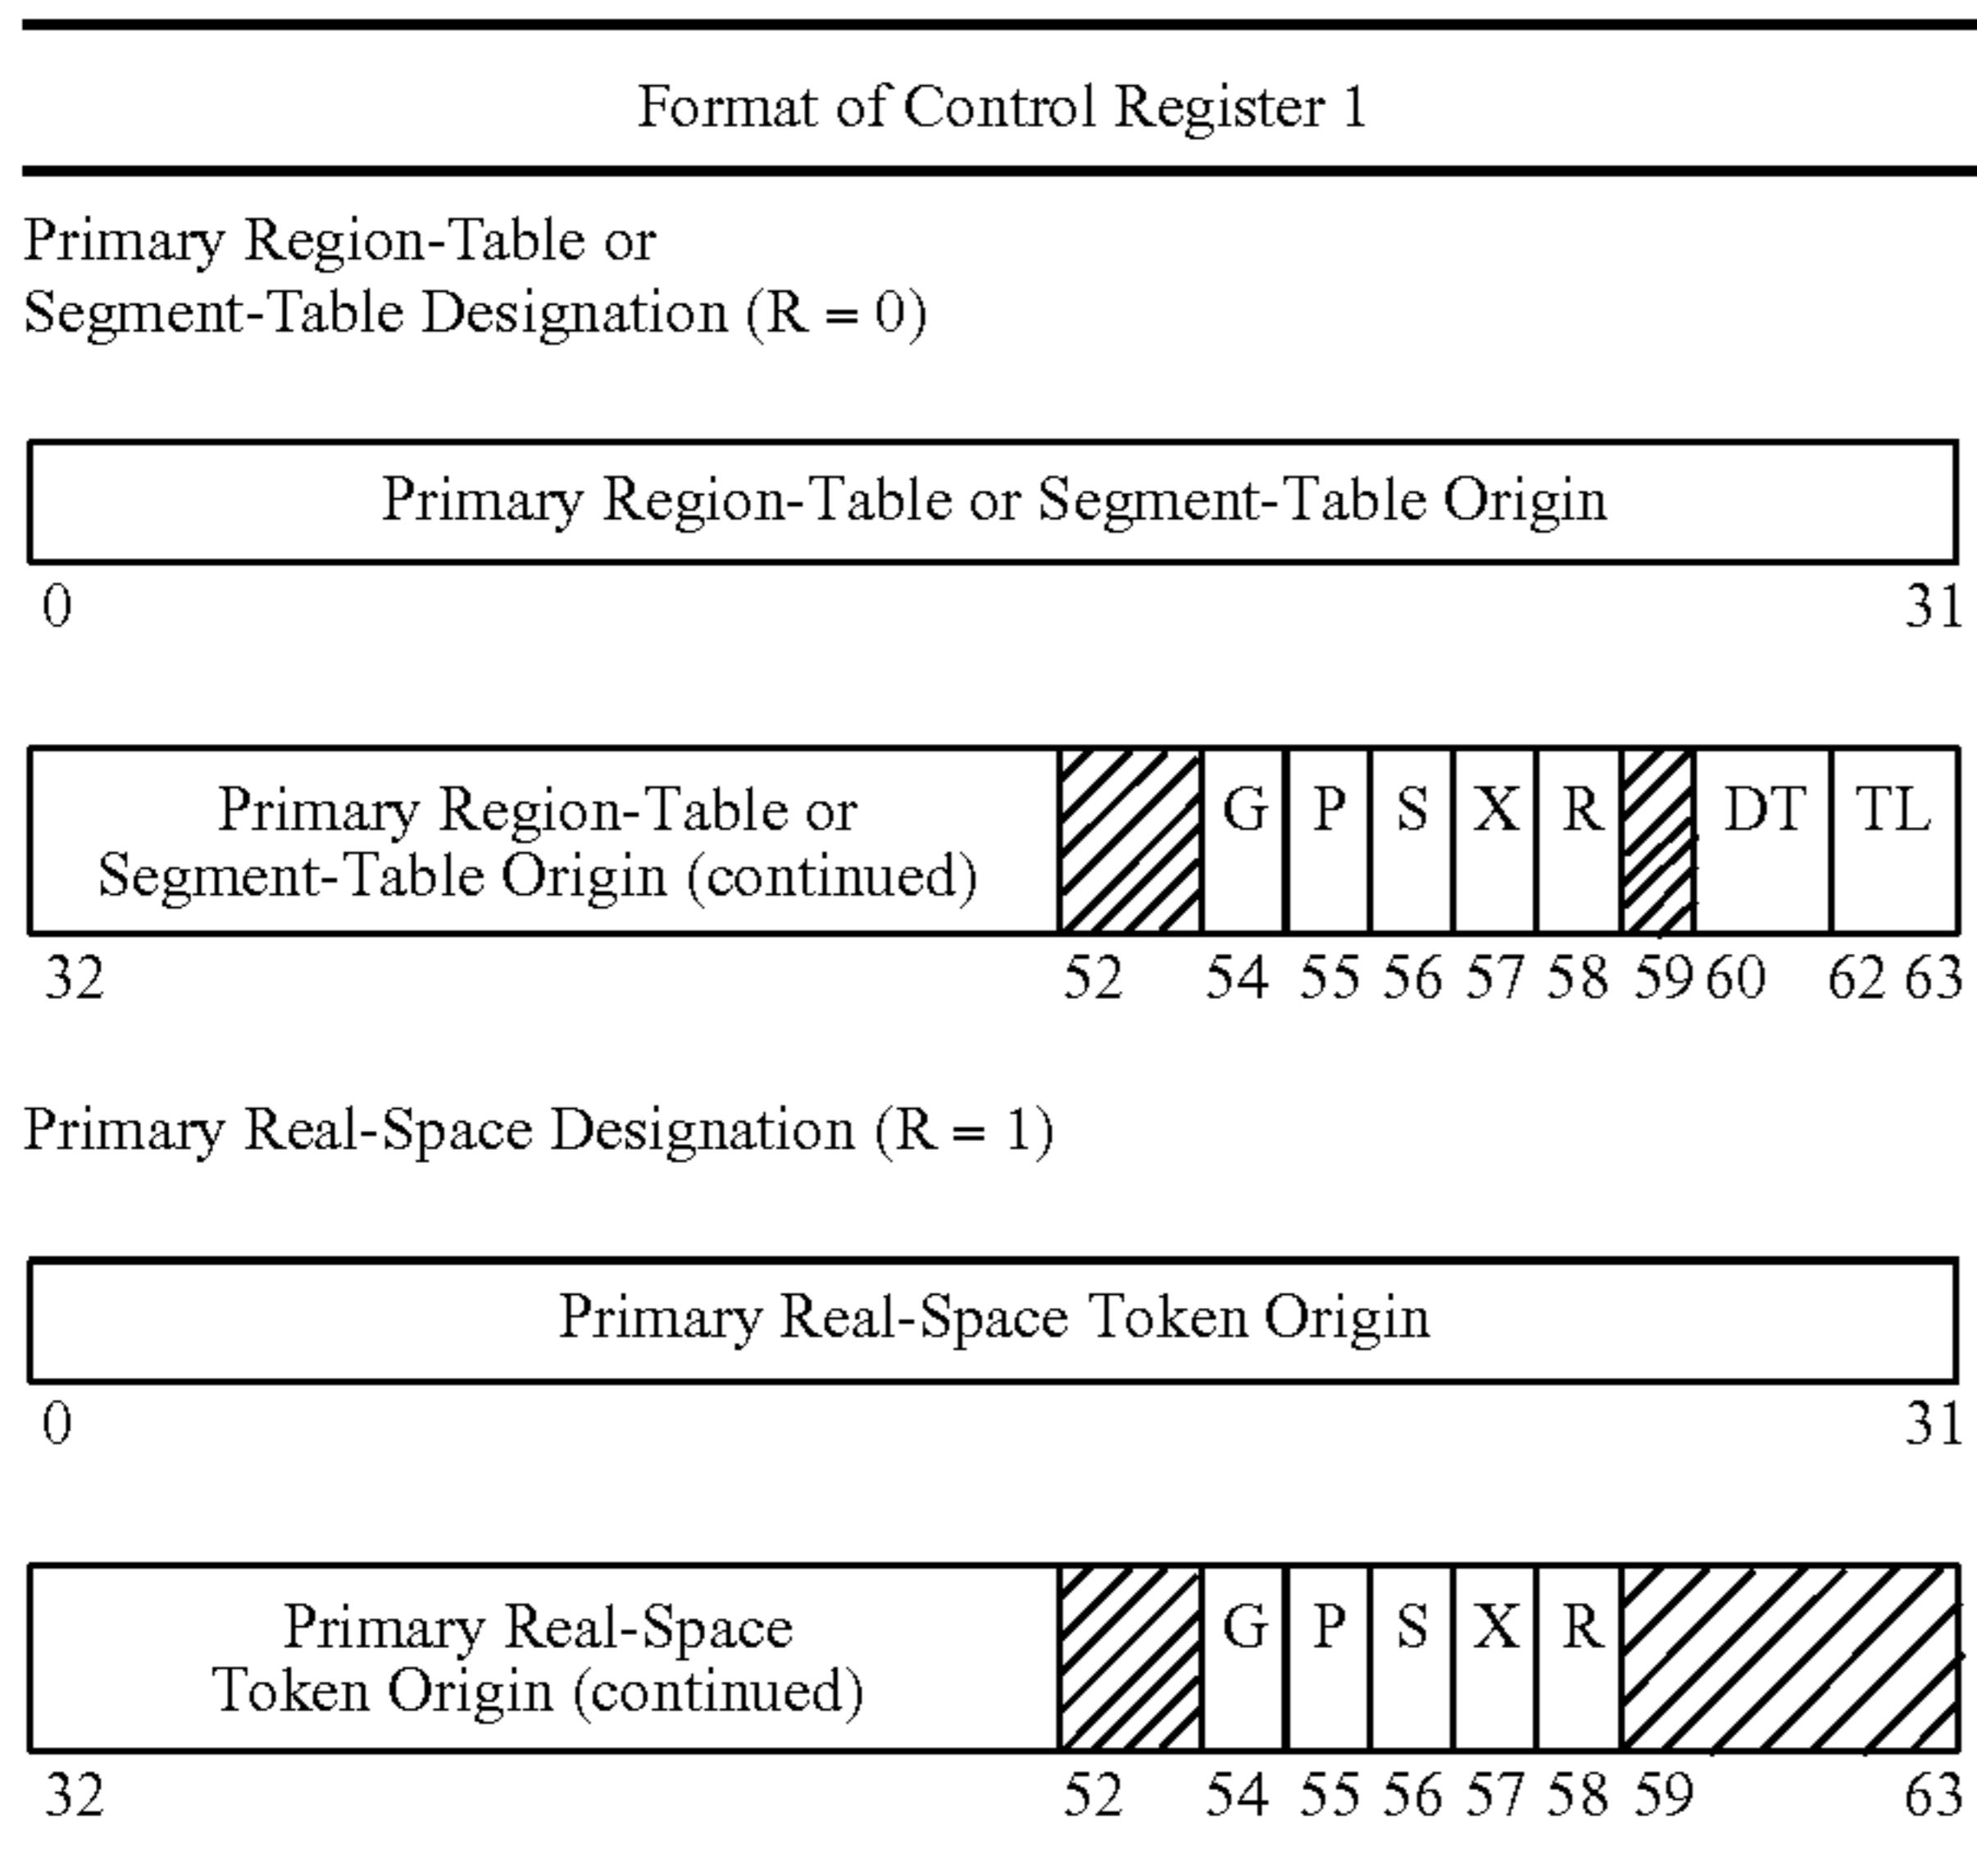 Format of Control Register 1
Primary Region-Table or
Segment-Table Designation (R = 0)
Primary Region-Table or Segment-Table Origin
0 31
Primary Region-Table or
Segment-Table Origin (continued)
G P S X R DT TL
32 52 54 55 56 57 58 59 60 62 63
Primary Real-Space Designation (R = 1)
Primary Real-Space Token Origin
0 31
Primary Real-Space
Token Origin (continued)
G P S X R
32 52 54 55 56 57 58 59 63